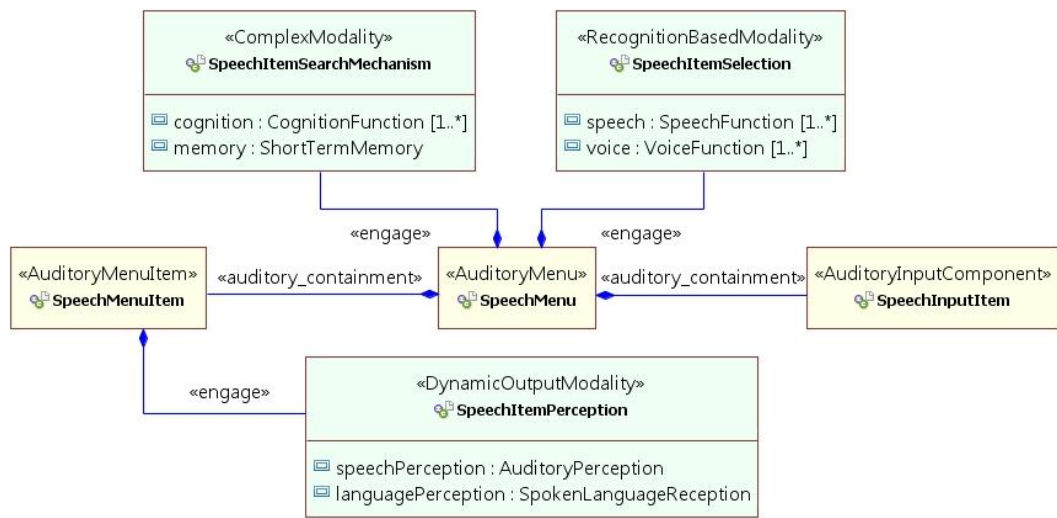 «ComplexModality»
SpeechItemSearchMechanism
cognition : CognitionFunction [1..*]
memory : ShortTermMemory
«RecognitionBasedModality»
SpeechItemSelection
speech : SpeechFunction [1..*]
voice : VoiceFunction [1..*]
«engage»
«engage»
«AuditoryMenuItem»
SpeechMenuItem
«auditory_containment»
«AuditoryMenu»
SpeechMenu
«auditory_containment»
«AuditoryInputComponent»
SpeechInputItem
«engage»
«DynamicOutputModality»
SpeechItemPerception
speechPerception : AuditoryPerception
languagePerception : SpokenLanguageReception